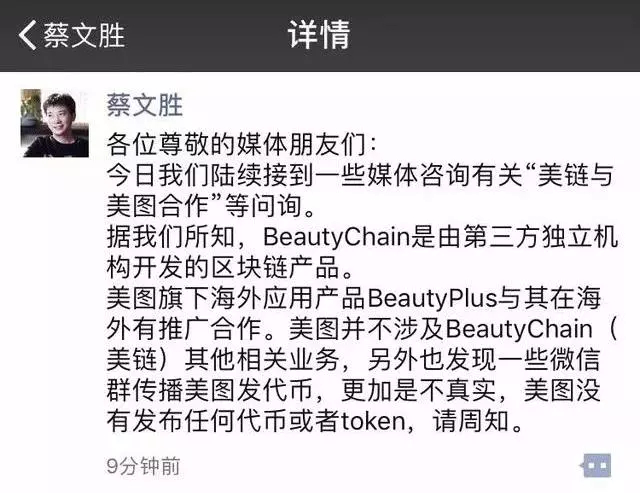 蔡文胜
详情
蔡文胜
各位尊敬的媒体朋友们：
今日我们陆续接到一些媒体咨询有关“美链与
美图合作”等问询。
据我们所知，BeautyChain是由第三方独立机
构开发的区块链产品。
美图旗下海外应用产品BeautyPlus与其在海
外有推广合作。美图并不涉及BeautyChain（
美链）其他相关业务，另外也发现一些微信
群传播美图发代币，更加是不真实，美图没
有发布任何代币或者token，请周知。
9分钟前